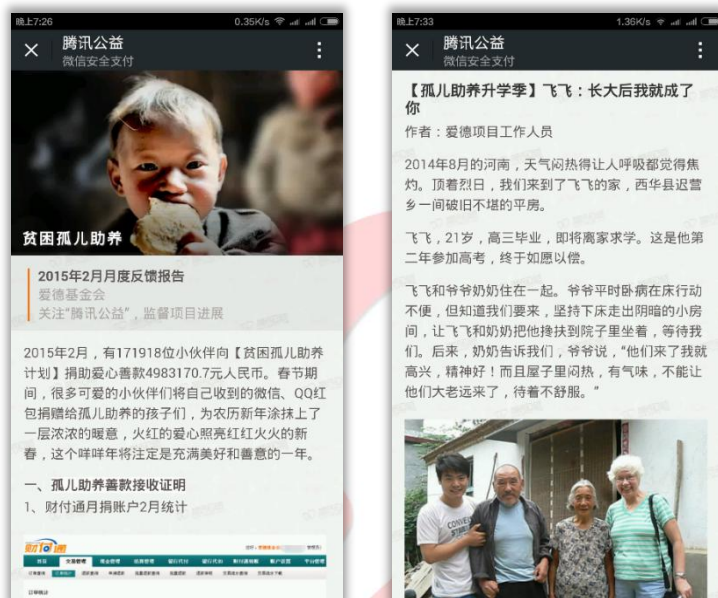 晚上7:26
0.35K/s
腾讯公益
微信安全支付
贫困孤儿助养
2015年2月月度反馈报告
爱德基金会
关注“腾讯公益”，监督项目进展
2015年2月，有171918位小伙伴向【贫困孤儿助养
计划】捐助爱心善款4983170.7元人民币。春节期
间，很多可爱的小伙伴们将自己收到的微信、QQ红
包捐赠给孤儿助养的孩子们，为农历新年涂抹上了
一层浓浓的暖意，火红的爱心照亮红红火火的新
春，这个咩咩年将注定是充满美好和善意的一年。
一、孤儿助养善款接收证明
1、财付通月捐账户2月统计
财付通
首页 交易管理
晚上7:33
1.36K/s
腾讯公益
微信安全支付
【孤儿助养升学季】飞飞：长大后我就成了
你
作者：爱德项目工作人员
2014年8月的河南，天气闷热得让人呼吸都觉得焦
灼。顶着烈日，我们来到了飞飞的家，西华县迟营
乡一间破旧不堪的平房。
飞飞，21岁，高三毕业，即将离家求学。这是他第
二年参加高考，终于如愿以偿。
飞飞和爷爷奶奶住在一起。爷爷平时卧病在床行动
不便，但知道我们要来，坚持下床走出阴暗的小房
间，让飞飞和奶奶把他搀扶到院子里坐着，等待我
们。后来，奶奶告诉我们，爷爷说，“他们来了我就
高兴，精神好！而且屋子里闷热，有气味，不能让
他们大老远来了，待着不舒服。”